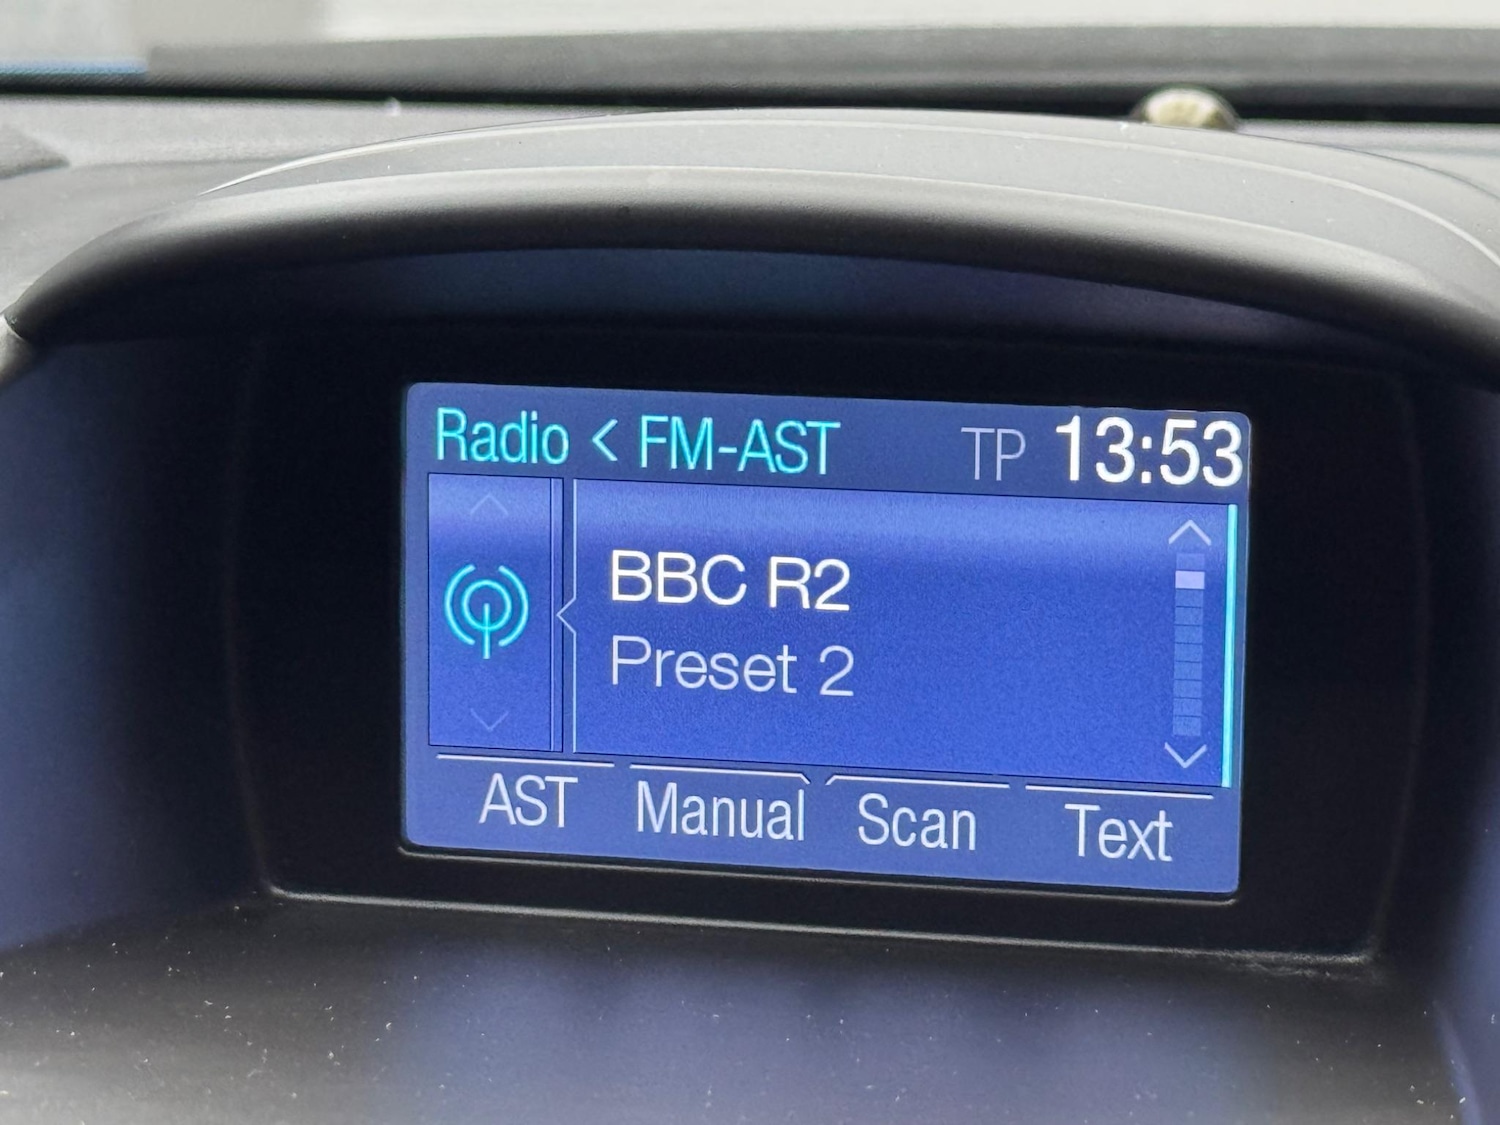 Radio < FM-AST TP 13:53
BBC R2
Preset 2
AST Manual Scan Text